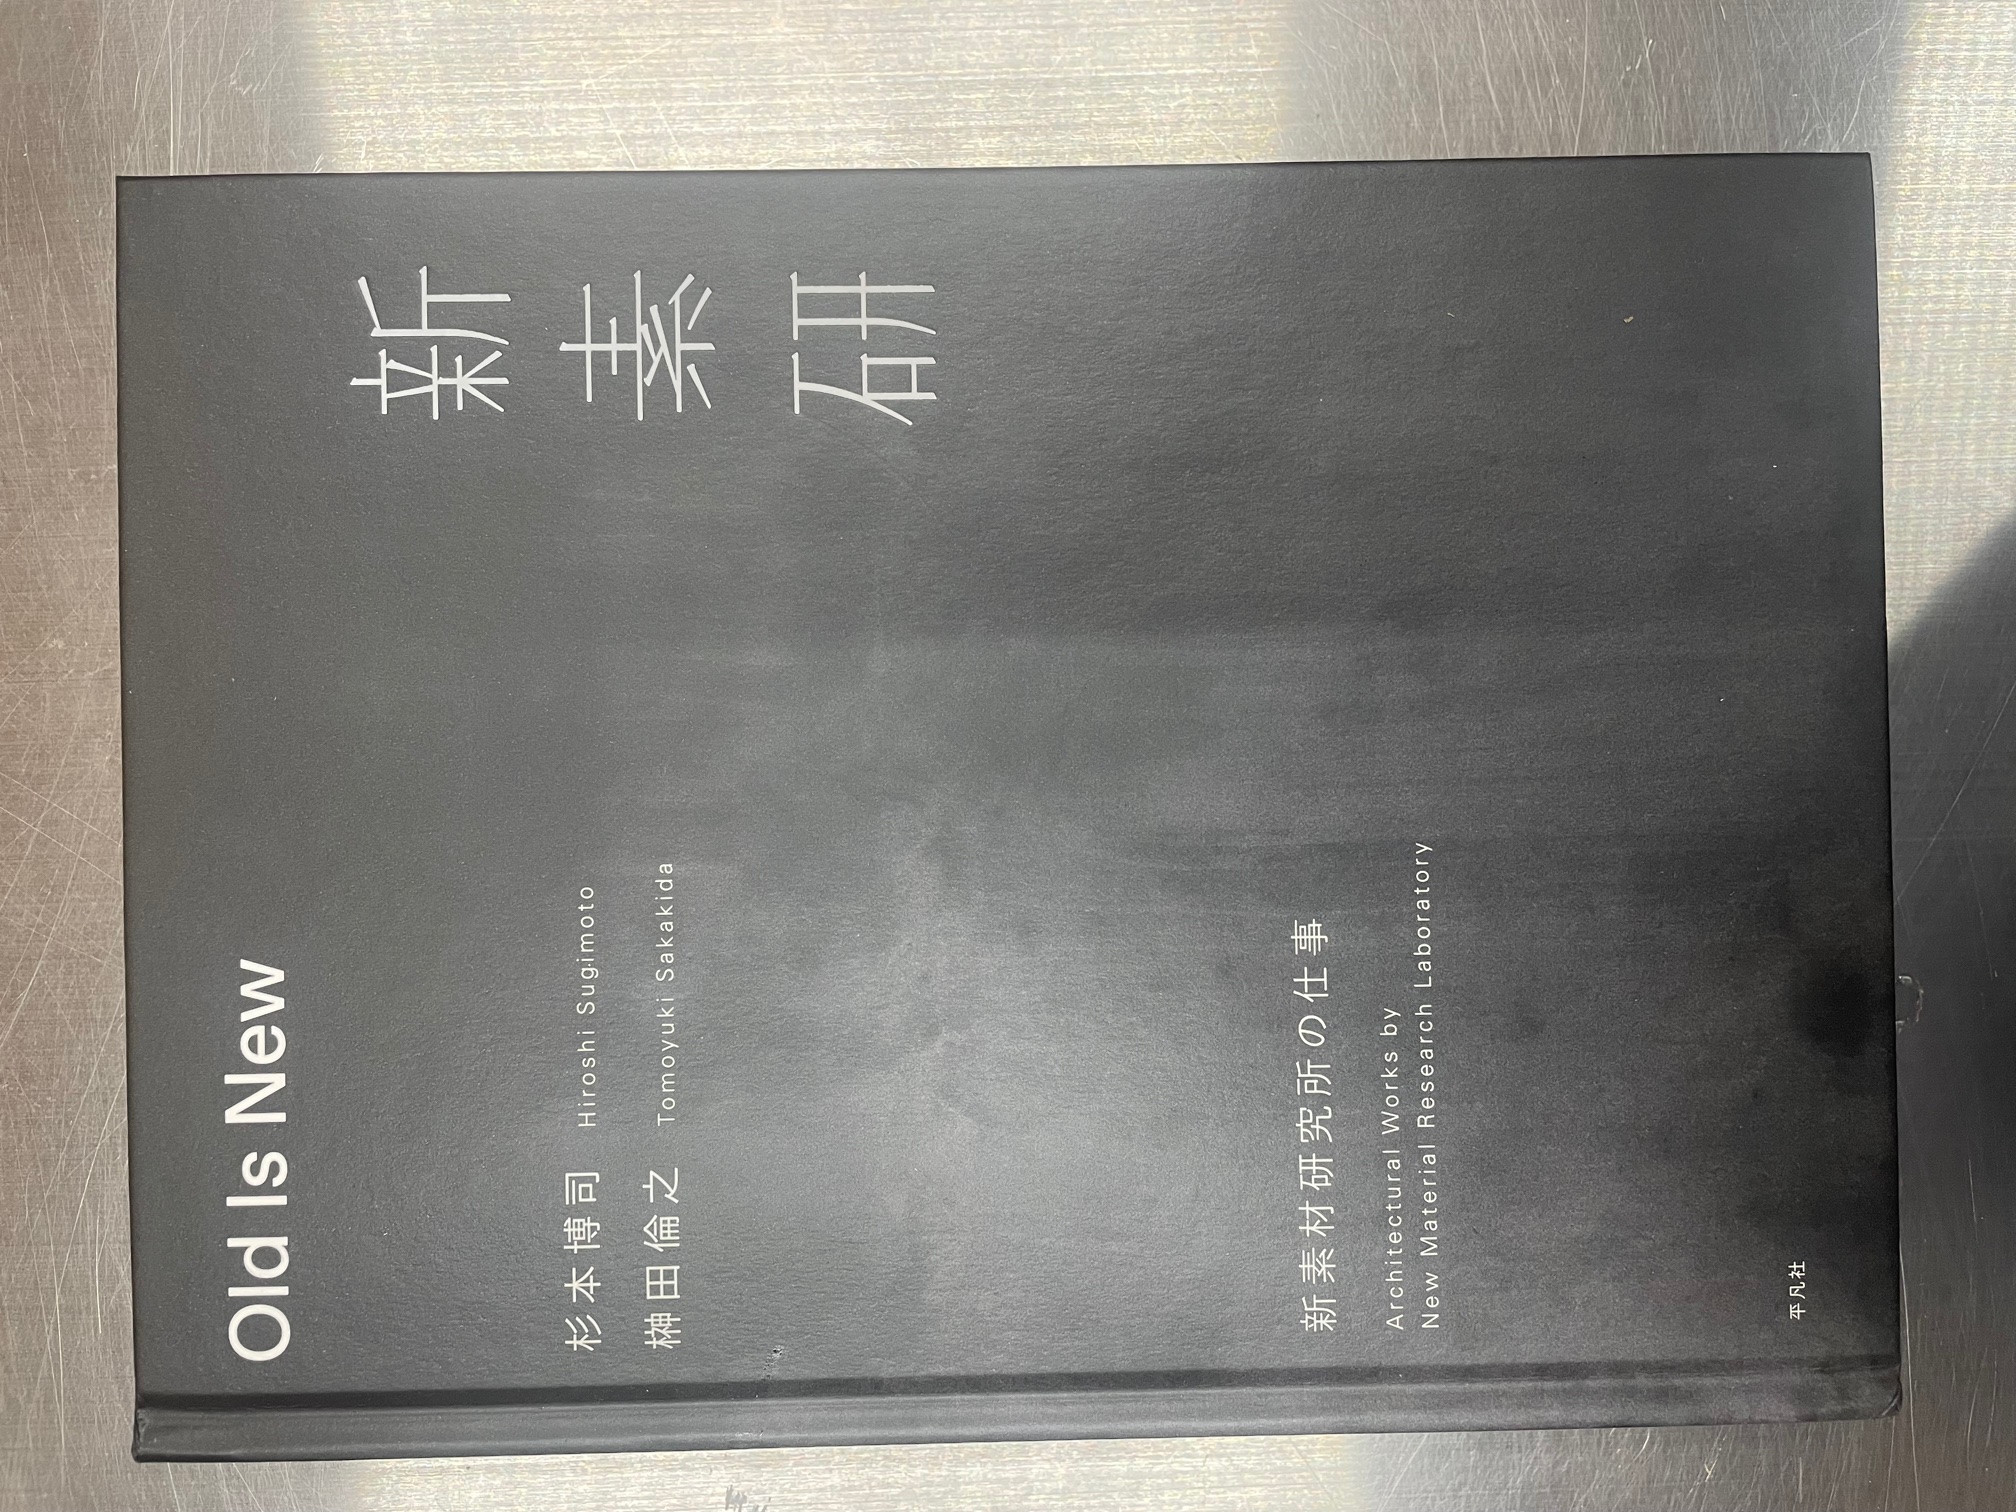 Old Is New
新素研
杉本博司 Hiroshi Sugimoto
榊田倫之 Tomoyuki Sakakida
新素材研究所の仕事
Architectural Works by
New Material Research Laboratory
平凡社